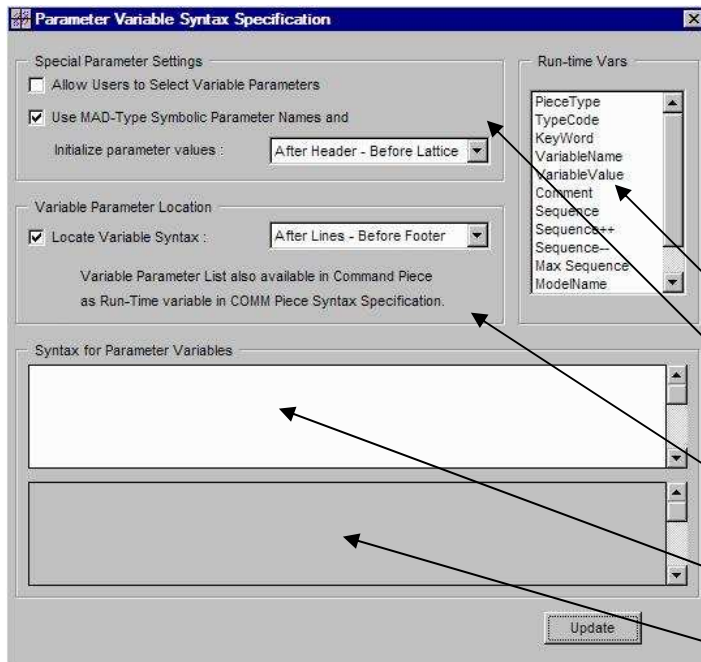 Parameter Variable Syntax Specification
Special Parameter Settings
Allow Users to Select Variable Parameters
Use MAD-Type Symbolic Parameter Names and
Initialize parameter values :
After Header - Before Lattice
Variable Parameter Location
Locate Variable Syntax :
After Lines - Before Footer
Variable Parameter List also available in Command Piece
as Run-Time variable in COMM Piece Syntax Specification.
Run-time Vars
PieceType
TypeCode
KeyWord
VariableName
VariableValue
Comment
Sequence
Sequence++
Sequence--
Max Sequence
ModelName
Syntax for Parameter Variables
Update